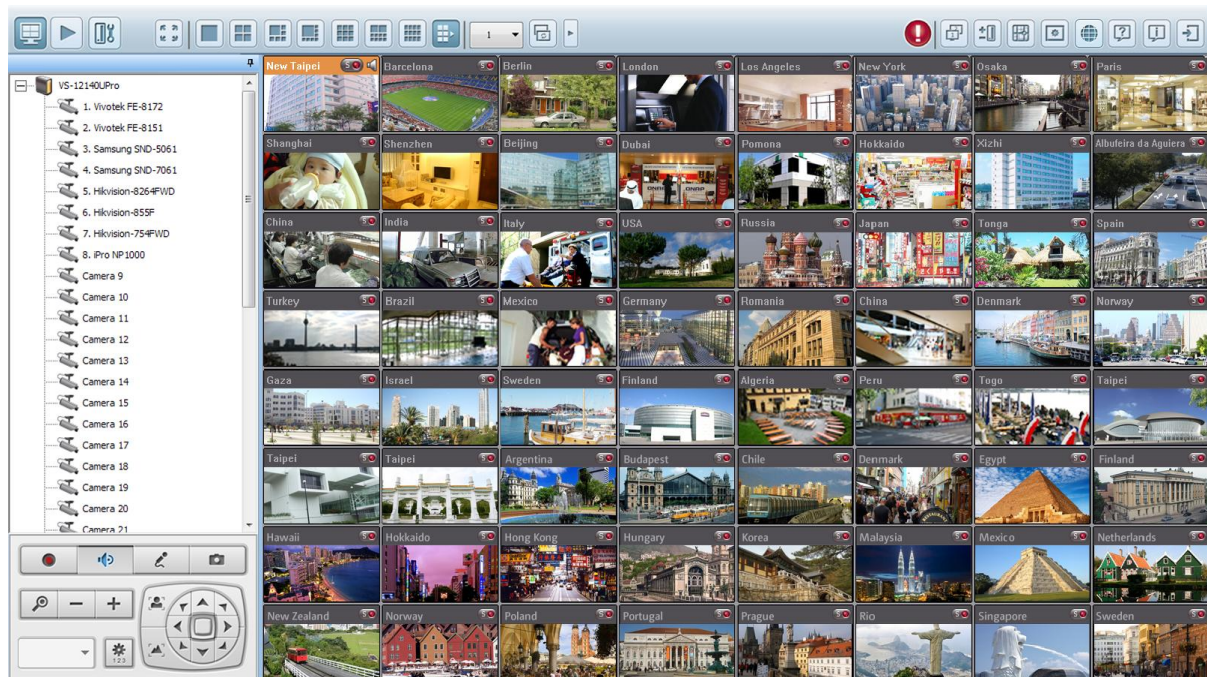 1
VS-12140UPro
1. Vivotek FE-8172
2. Vivotek FE-8151
3. Samsung SND-5061
4. Samsung SND-7061
5. Hikvision-8264FWD
6. Hikvision-855F
7. Hikvision-754FWD
8. iPro NP1000
Camera 9
Camera 10
Camera 11
Camera 12
Camera 13
Camera 14
Camera 15
Camera 16
Camera 17
Camera 18
Camera 19
Camera 20
Camera 21
123
New Taipei Barcelona Berlin London Los Angeles New York Osaka Paris
Shanghai Shenzhen Beijing Dubai Pomona Hokkaido Xizhi Albufeira da Aguiera
China India Italy USA Russia Japan Tonga Spain
Turkey Brazil Mexico Germany Romania China Denmark Norway
Gaza Israel Sweden Finland Algeria Peru Togo Taipei
Taipei Taipei Argentina Budapest Chile Denmark Egypt Finland
Hawaii Hokkaido Hong Kong Hungary Korea Malaysia Mexico Netherlands
New Zealand Norway Poland Portugal Prague Rio Singapore Sweden